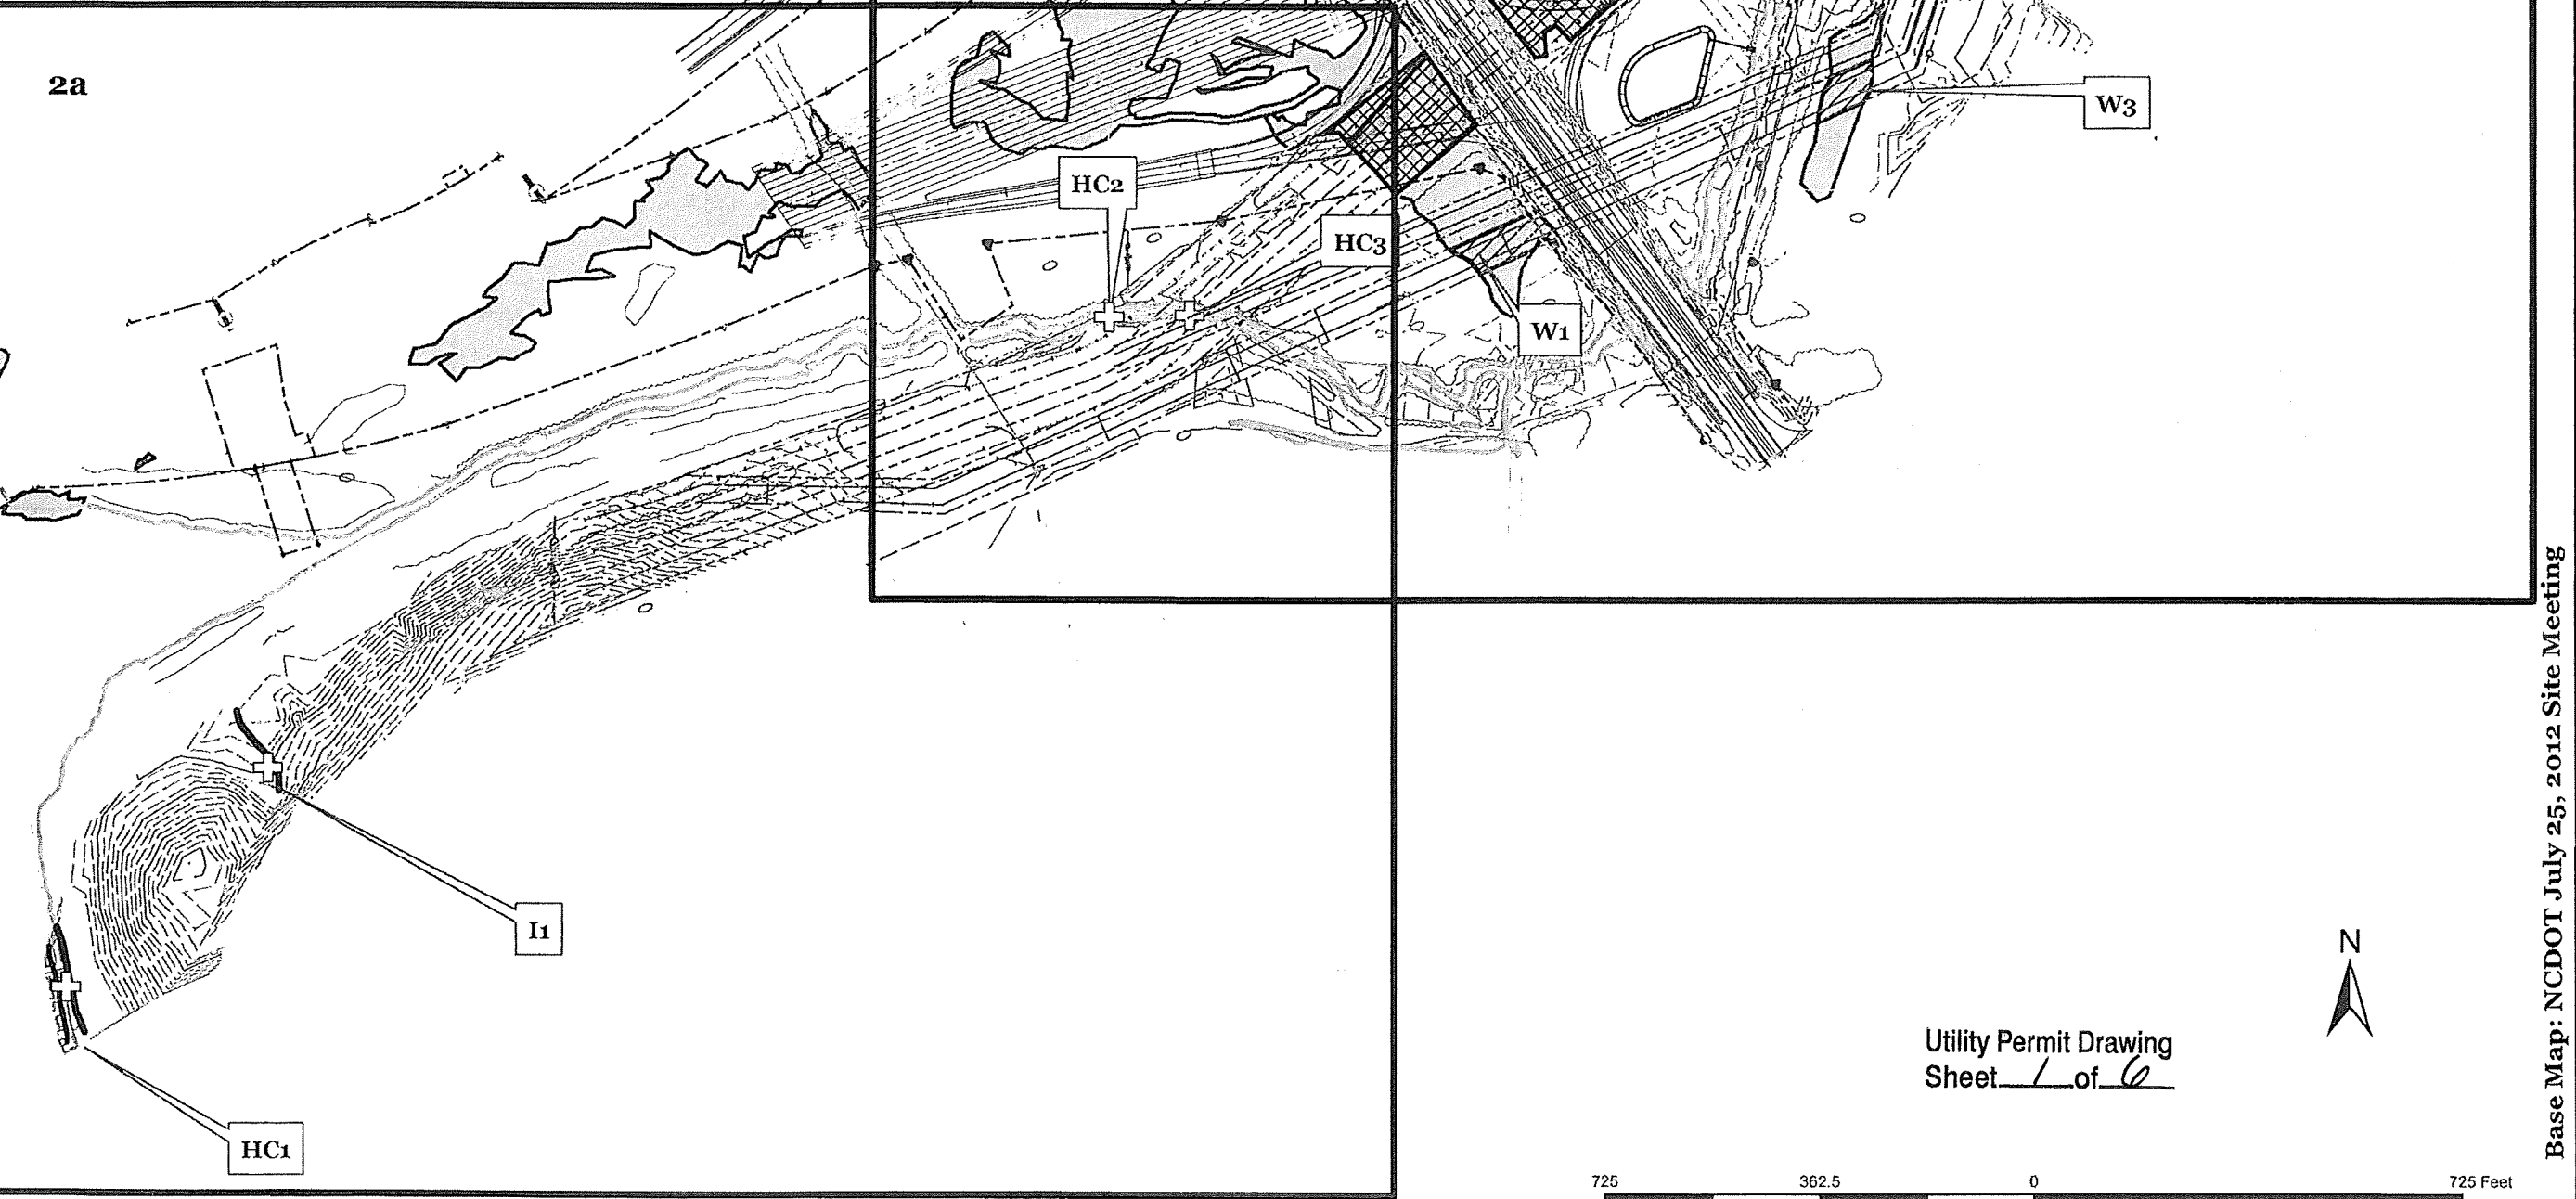 2a
W3
HC2
HC3
W1
I1
HC1
N
Utility Permit Drawing
Sheet 1 of 6
725 362.5 0 725 Feet
Base Map: NCDOT July 25, 2012 Site Meeting